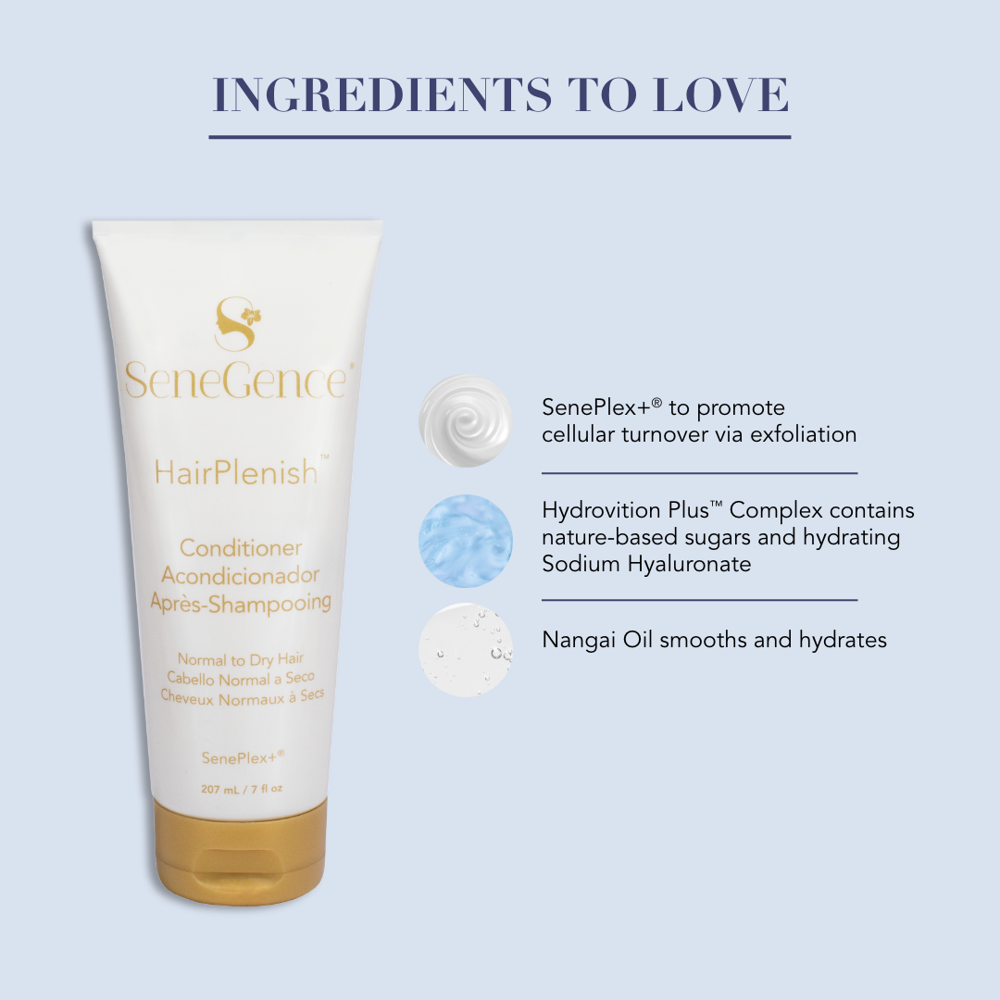 INGREDIENTS TO LOVE
SeneGence®
HairPlenish™
Conditioner
Acondicionador
Après-Shampooing
Normal to Dry Hair
Cabello Normal a Seco
Cheveux Normaux à Secs
SenePlex+®
207 mL / 7 fl oz
SenePlex+® to promote
cellular turnover via exfoliation
Hydrovition Plus™ Complex contains
nature-based sugars and hydrating
Sodium Hyaluronate
Nangai Oil smooths and hydrates